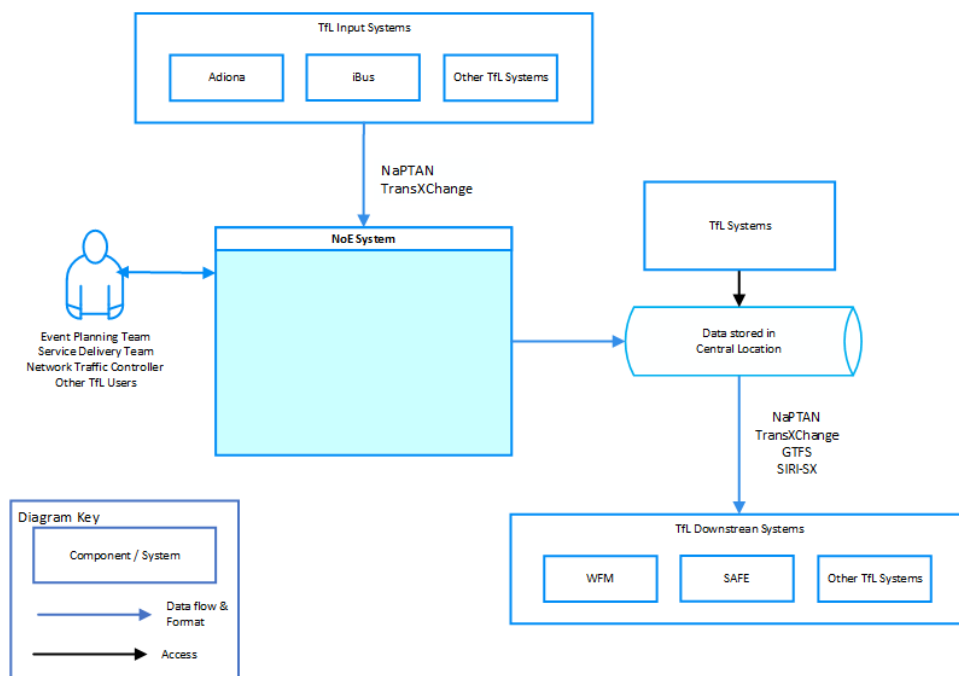 TfL Input Systems
Adiona
iBus
Other TfL Systems
NaPTAN
TransXChange
TfL Systems
NoE System
Event Planning Team
Service Delivery Team
Network Traffic Controller
Other TfL Users
Data stored in
Central Location
NaPTAN
TransXChange
GTFS
SIRI-SX
Diagram Key
Component / System
Data flow &
Format
Access
TfL Downstrean Systems
WFM
SAFE
Other TfL Systems